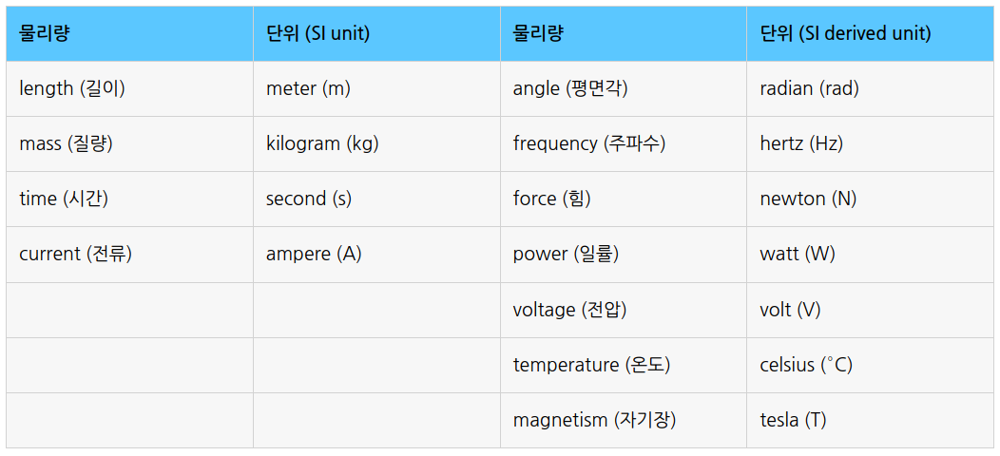 물리량 단위 (SI unit) 물리량 단위 (SI derived unit)
length (길이) meter (m) angle (평면각) radian (rad)
mass (질량) kilogram (kg) frequency (주파수) hertz (Hz)
time (시간) second (s) force (힘) newton (N)
current (전류) ampere (A) power (일률) watt (W)
voltage (전압) volt (V)
temperature (온도) celsius (°C)
magnetism (자기장) tesla (T)